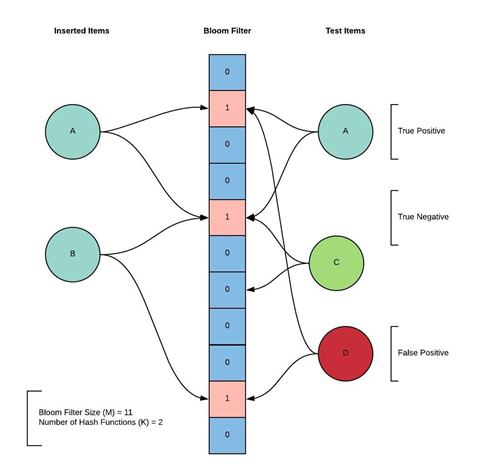 Inserted Items
Bloom Filter
Test Items
0
1
0
0
1
0
0
0
0
1
0
A
B
A
C
D
True Positive
True Negative
False Positive
Bloom Filter Size (M) = 11
Number of Hash Functions (K) = 2